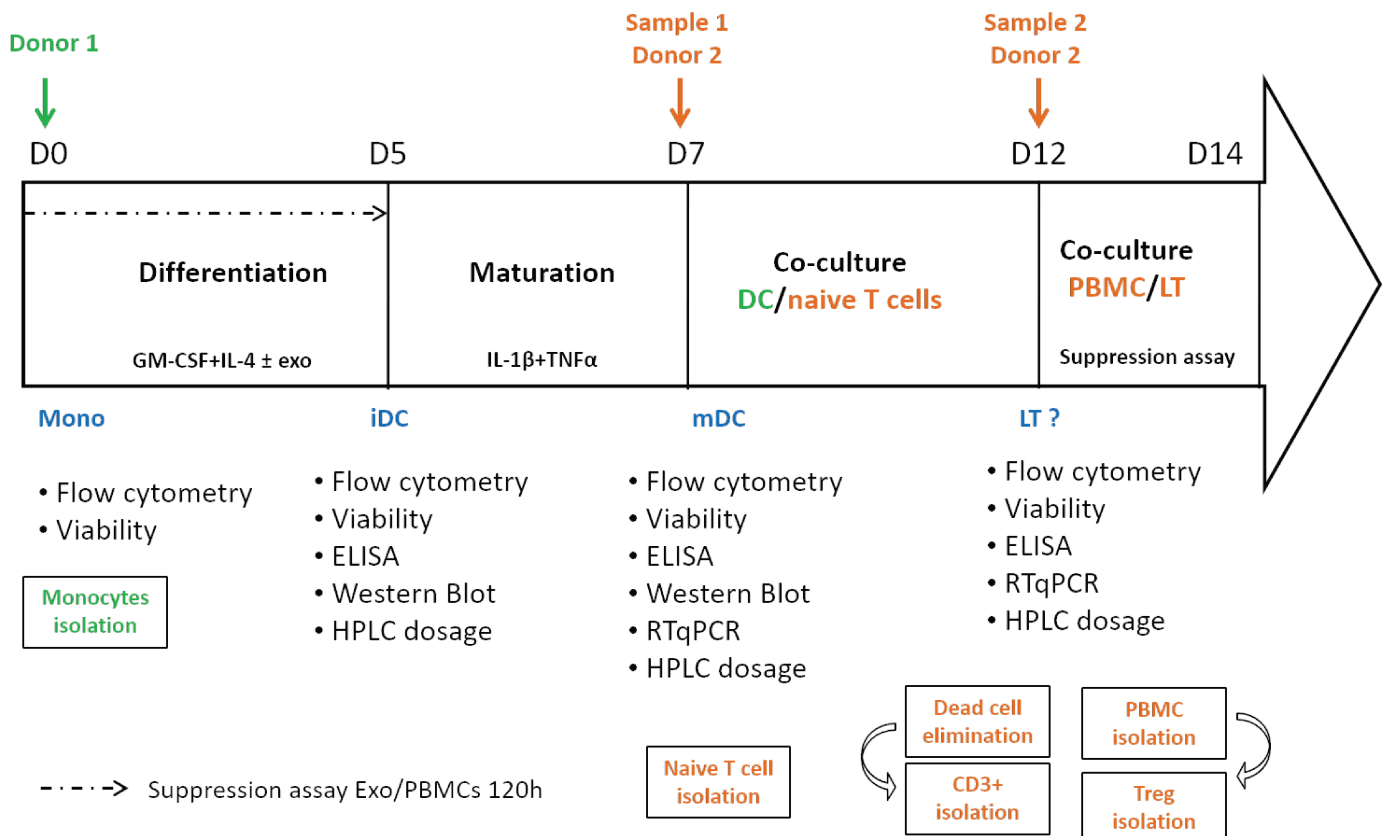 Donor 1
Sample 1
Donor 2
Sample 2
Donor 2
D0
D5
D7
D12
D14
Differentiation
GM-CSF+IL-4 ± exo
Maturation
IL-1β+TNFα
Co-culture
DC/naive T cells
Co-culture
PBMC/LT
Suppression assay
Mono
iDC
mDC
LT ?
• Flow cytometry
• Viability
• Flow cytometry
• Viability
• ELISA
• Western Blot
• HPLC dosage
• Flow cytometry
• Viability
• ELISA
• Western Blot
• RTqPCR
• HPLC dosage
• Flow cytometry
• Viability
• ELISA
• RTqPCR
• HPLC dosage
Monocytes
isolation
Naive T cell
isolation
Dead cell
elimination
CD3+
isolation
PBMC
isolation
Treg
isolation
Suppression assay Exo/PBMCs 120h